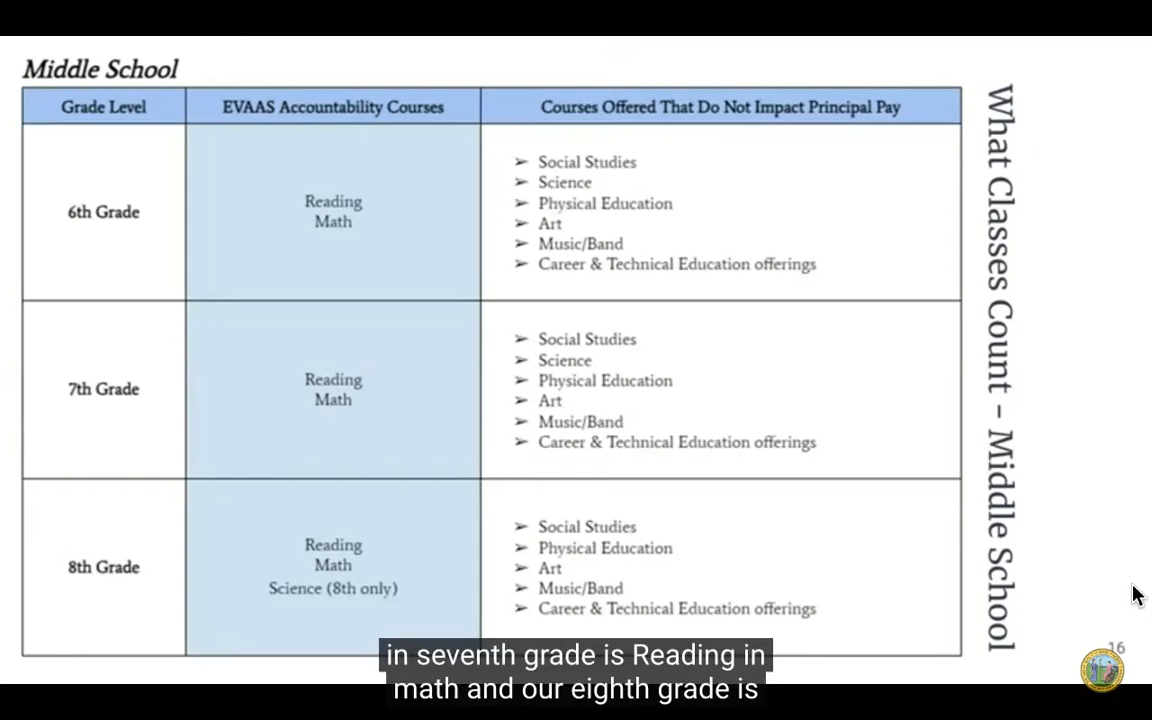 Middle School
Grade Level
EVAAS Accountability Courses
Courses Offered That Do Not Impact Principal Pay
6th Grade
Reading
Math
➢ Social Studies
➢ Science
➢ Physical Education
➢ Art
➢ Music/Band
➢ Career & Technical Education offerings
7th Grade
Reading
Math
➢ Social Studies
➢ Science
➢ Physical Education
➢ Art
➢ Music/Band
➢ Career & Technical Education offerings
8th Grade
Reading
Math
Science (8th only)
➢ Social Studies
➢ Physical Education
➢ Art
➢ Music/Band
➢ Career & Technical Education offerings
What Classes Count - Middle School
16
in seventh grade is Reading in
math and our eighth grade is